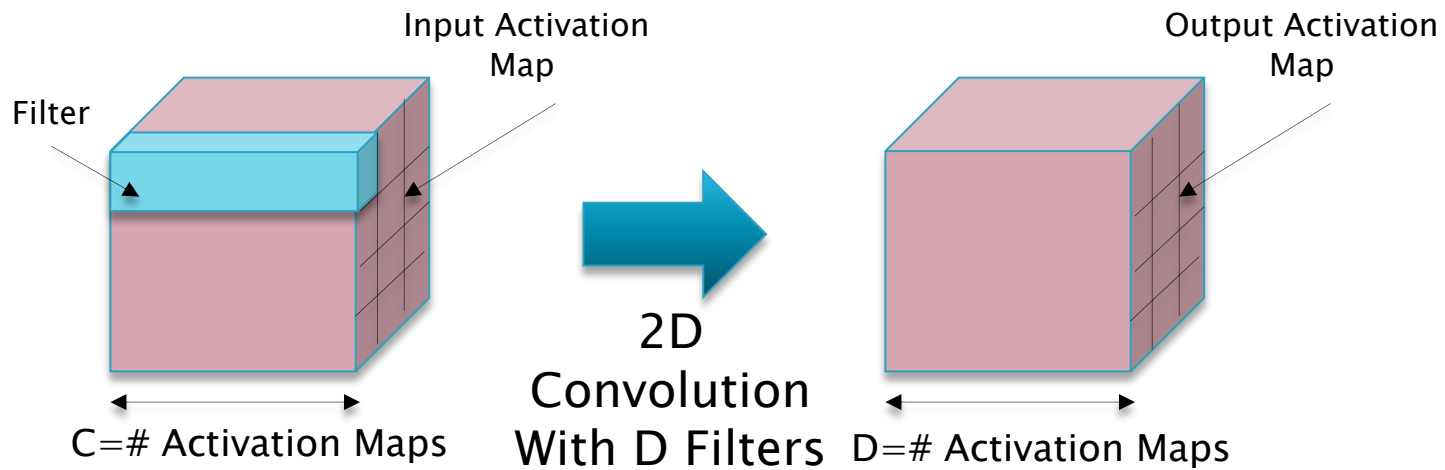 Input Activation
Map
Output Activation
Map
Filter
2D
Convolution
With D Filters
C=# Activation Maps
D=# Activation Maps